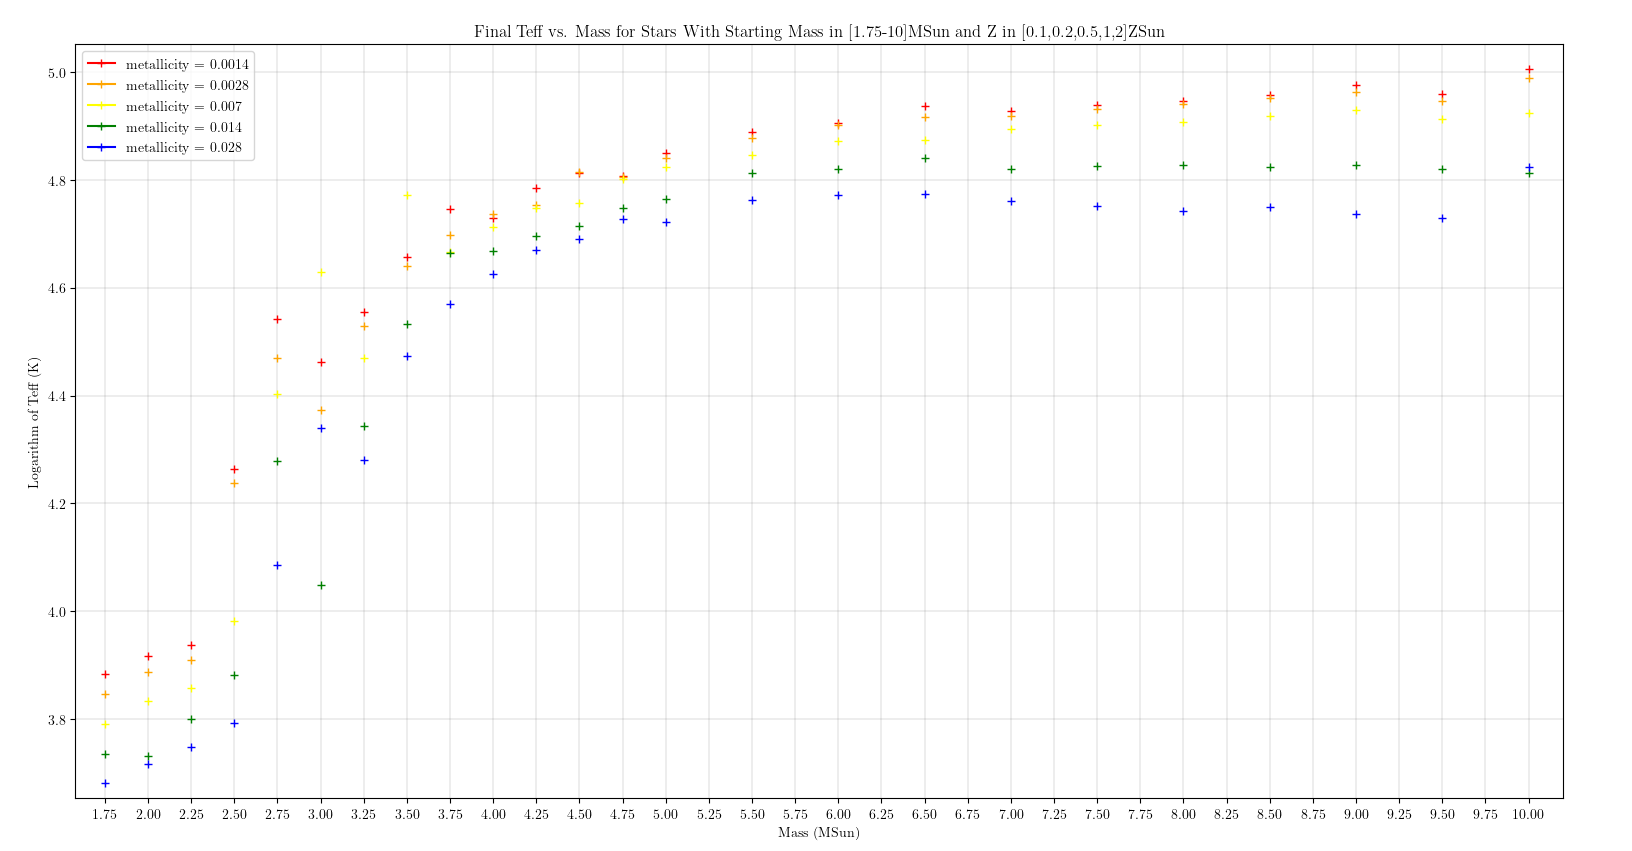 Final Teff vs. Mass for Stars With Starting Mass in [1.75-10]MSun and Z in [0.1,0.2,0.5,1,2]ZSun
metallicity = 0.0014
metallicity = 0.0028
metallicity = 0.007
metallicity = 0.014
metallicity = 0.028
Logarithm of Teff (K)
5.0
4.8
4.6
4.4
4.2
4.0
3.8
1.75 2.00 2.25 2.50 2.75 3.00 3.25 3.50 3.75 4.00 4.25 4.50 4.75 5.00 5.25 5.50 5.75 6.00 6.25 6.50 6.75 7.00 7.25 7.50 7.75 8.00 8.25 8.50 8.75 9.00 9.25 9.50 9.75 10.00
Mass (MSun)